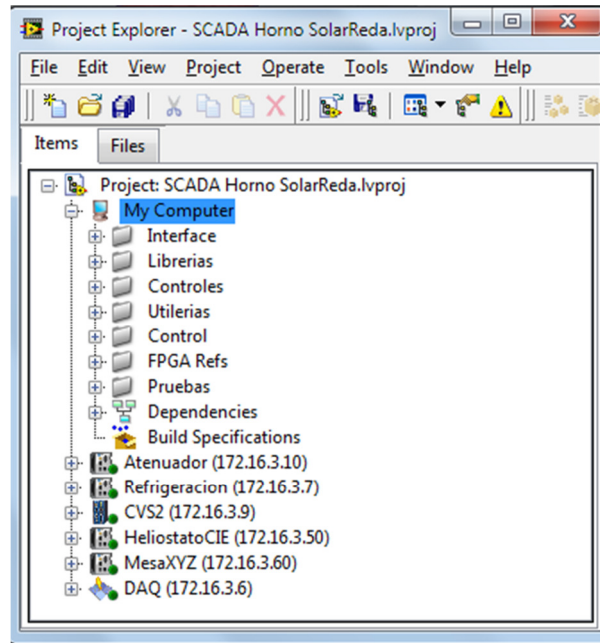 Project Explorer - SCADA Horno SolarReda.lvproj
File Edit View Project Operate Tools Window Help
Items Files
Project: SCADA Horno SolarReda.lvproj
My Computer
Interface
Librerias
Controles
Utilerias
Control
FPGA Refs
Pruebas
Dependencies
Build Specifications
Atenuador (172.16.3.10)
Refrigeracion (172.16.3.7)
CVS2 (172.16.3.9)
HeliostatoCIE (172.16.3.50)
MesaXYZ (172.16.3.60)
DAQ (172.16.3.6)